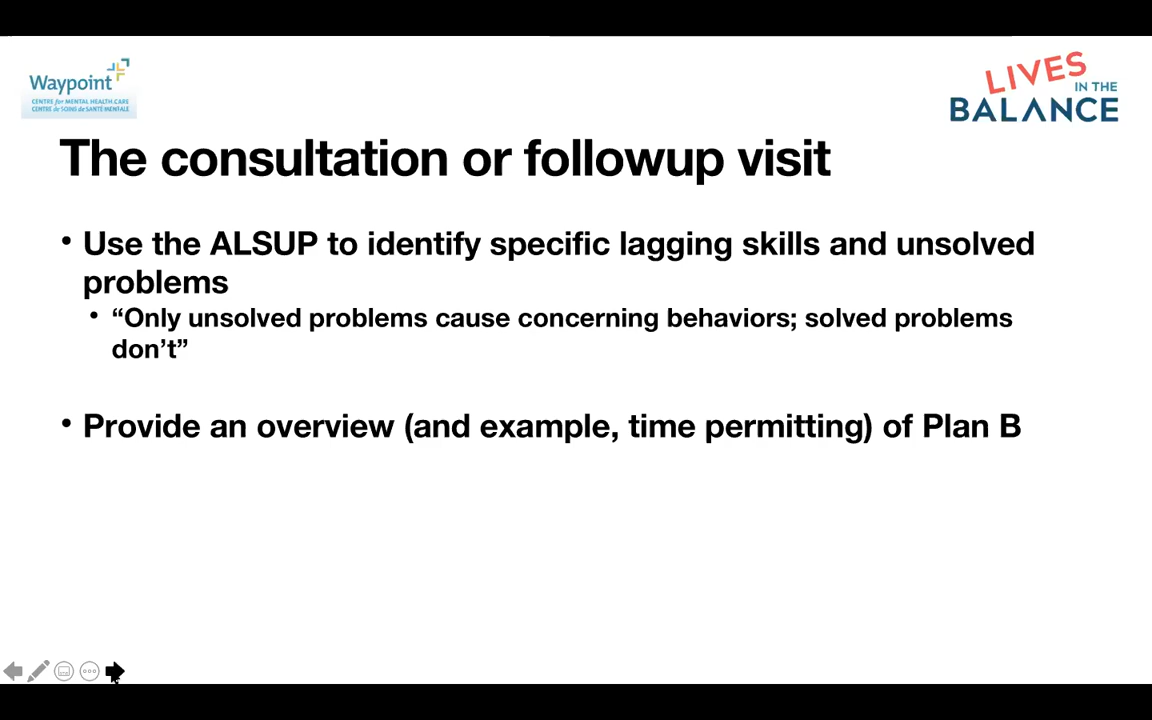 Waypoint
CENTRE for MENTAL HEALTH CARE
CENTRE de SOINS de SANTÉ MENTALE
LIVES
IN THE
BALANCE
The consultation or followup visit
• Use the ALSUP to identify specific lagging skills and unsolved
problems
• “Only unsolved problems cause concerning behaviors; solved problems
don’t”
• Provide an overview (and example, time permitting) of Plan B